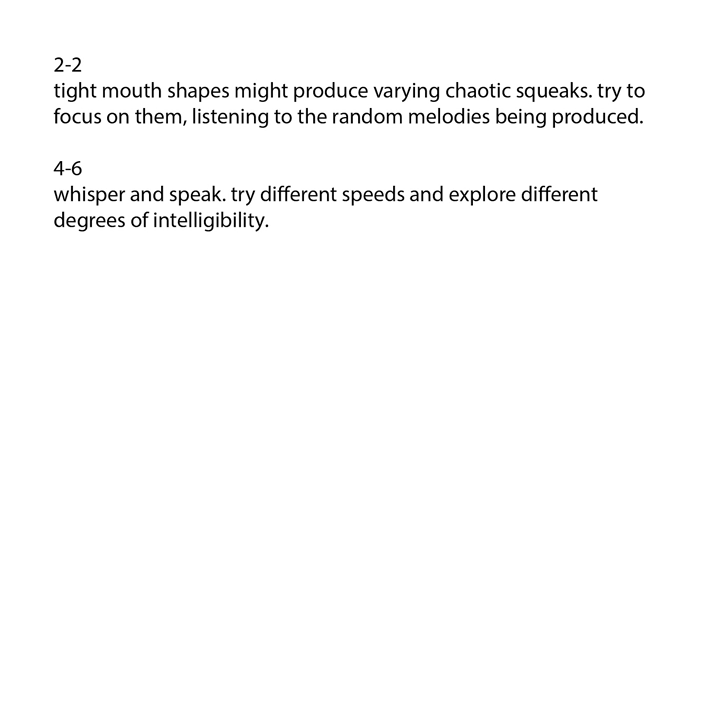 2-2
tight mouth shapes might produce varying chaotic squeaks. try to
focus on them, listening to the random melodies being produced.
4-6
whisper and speak. try different speeds and explore different
degrees of intelligibility.